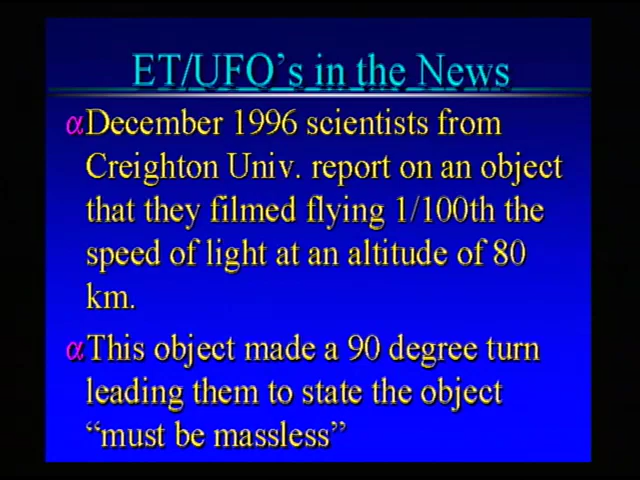 ET/UFO's in the News
αDecember 1996 scientists from
Creighton Univ. report on an object
that they filmed flying 1/100th the
speed of light at an altitude of 80
km.
αThis object made a 90 degree turn
leading them to state the object
“must be massless”